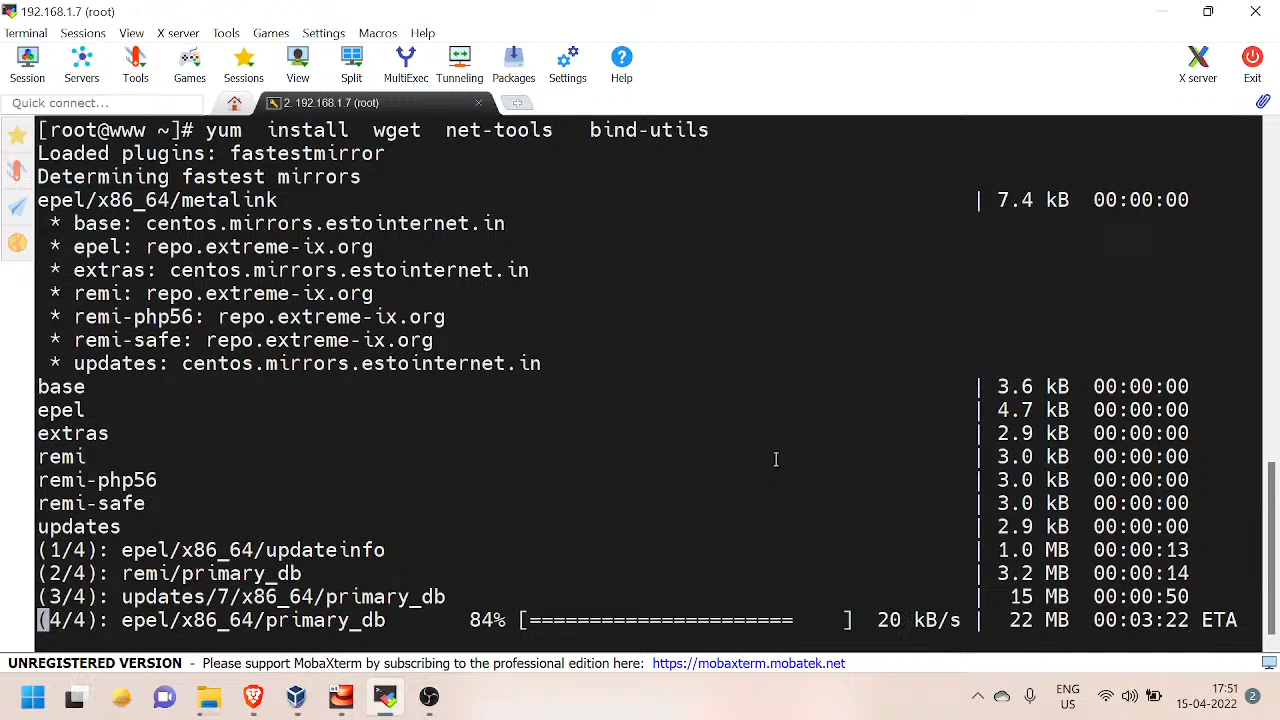 192.168.1.7 (root)
Terminal Sessions View X server Tools Games Settings Macros Help
Session Servers Tools Games Sessions View Split MultiExec Tunneling Packages Settings Help X server Exit
Quick connect... 2. 192.168.1.7 (root)
[root@www ~]# yum  install  wget  net-tools   bind-utils
Loaded plugins: fastestmirror
Determining fastest mirrors
epel/x86_64/metalink | 7.4 kB 00:00:00
* base: centos.mirrors.estointernet.in
* epel: repo.extreme-ix.org
* extras: centos.mirrors.estointernet.in
* remi: repo.extreme-ix.org
* remi-php56: repo.extreme-ix.org
* remi-safe: repo.extreme-ix.org
* updates: centos.mirrors.estointernet.in
base | 3.6 kB 00:00:00
epel | 4.7 kB 00:00:00
extras | 2.9 kB 00:00:00
remi | 3.0 kB 00:00:00
remi-php56 | 3.0 kB 00:00:00
remi-safe | 3.0 kB 00:00:00
updates | 2.9 kB 00:00:00
(1/4): epel/x86_64/updateinfo | 1.0 MB 00:00:13
(2/4): remi/primary_db | 3.2 MB 00:00:14
(3/4): updates/7/x86_64/primary_db | 15 MB 00:00:50
(4/4): epel/x86_64/primary_db 84% [====================== ] 20 kB/s | 22 MB 00:03:22 ETA
UNREGISTERED VERSION - Please support MobaXterm by subscribing to the professional edition here: https://mobaxterm.mobatek.net
ENG 17:51
US 15-04-2022 2